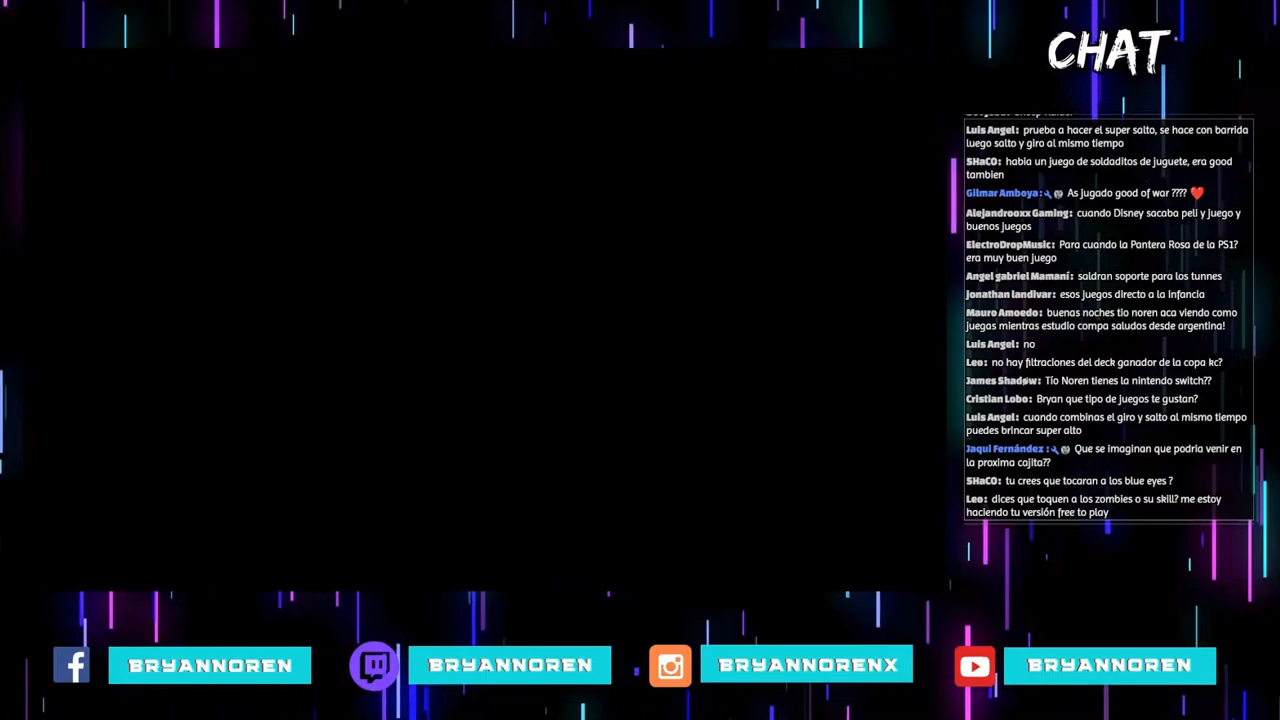 CHAT
Luis Angel: prueba a hacer el super salto, se hace con barrida
luego salto y giro al mismo tiempo
SHaCO: habia un juego de soldaditos de juguete, era good
tambien
Gilmar Amboya: As jugado good of war ???? ❤️
Alejandrooxx Gaming: cuando Disney sacaba peli y juego y
buenos juegos
ElectroDropMusic: Para cuando la Pantera Rosa de la PS1?
era muy buen juego
Angel gabriel Mamaní: saldran soporte para los tunnes
jonathan landivar: esos juegos directo a la infancia
Mauro Amoedo: buenas noches tio noren aca viendo como
juegas mientras estudio compa saludos desde argentina!
Luis Angel: no
Leo: no hay filtraciones del deck ganador de la copa kc?
James Shadøw: Tío Noren tienes la nintendo switch??
Cristian Lobo: Bryan que tipo de juegos te gustan?
Luis Angel: cuando combinas el giro y salto al mismo tiempo
puedes brincar super alto
Jaqui Fernández: Que se imaginan que podria venir en
la proxima cajita??
SHaCO: tu crees que tocaran a los blue eyes ?
Leo: dices que toquen a los zombies o su skill? me estoy
haciendo tu versión free to play
BRYANNOREN BRYANNOREN BRYANNORENX BRYANNOREN